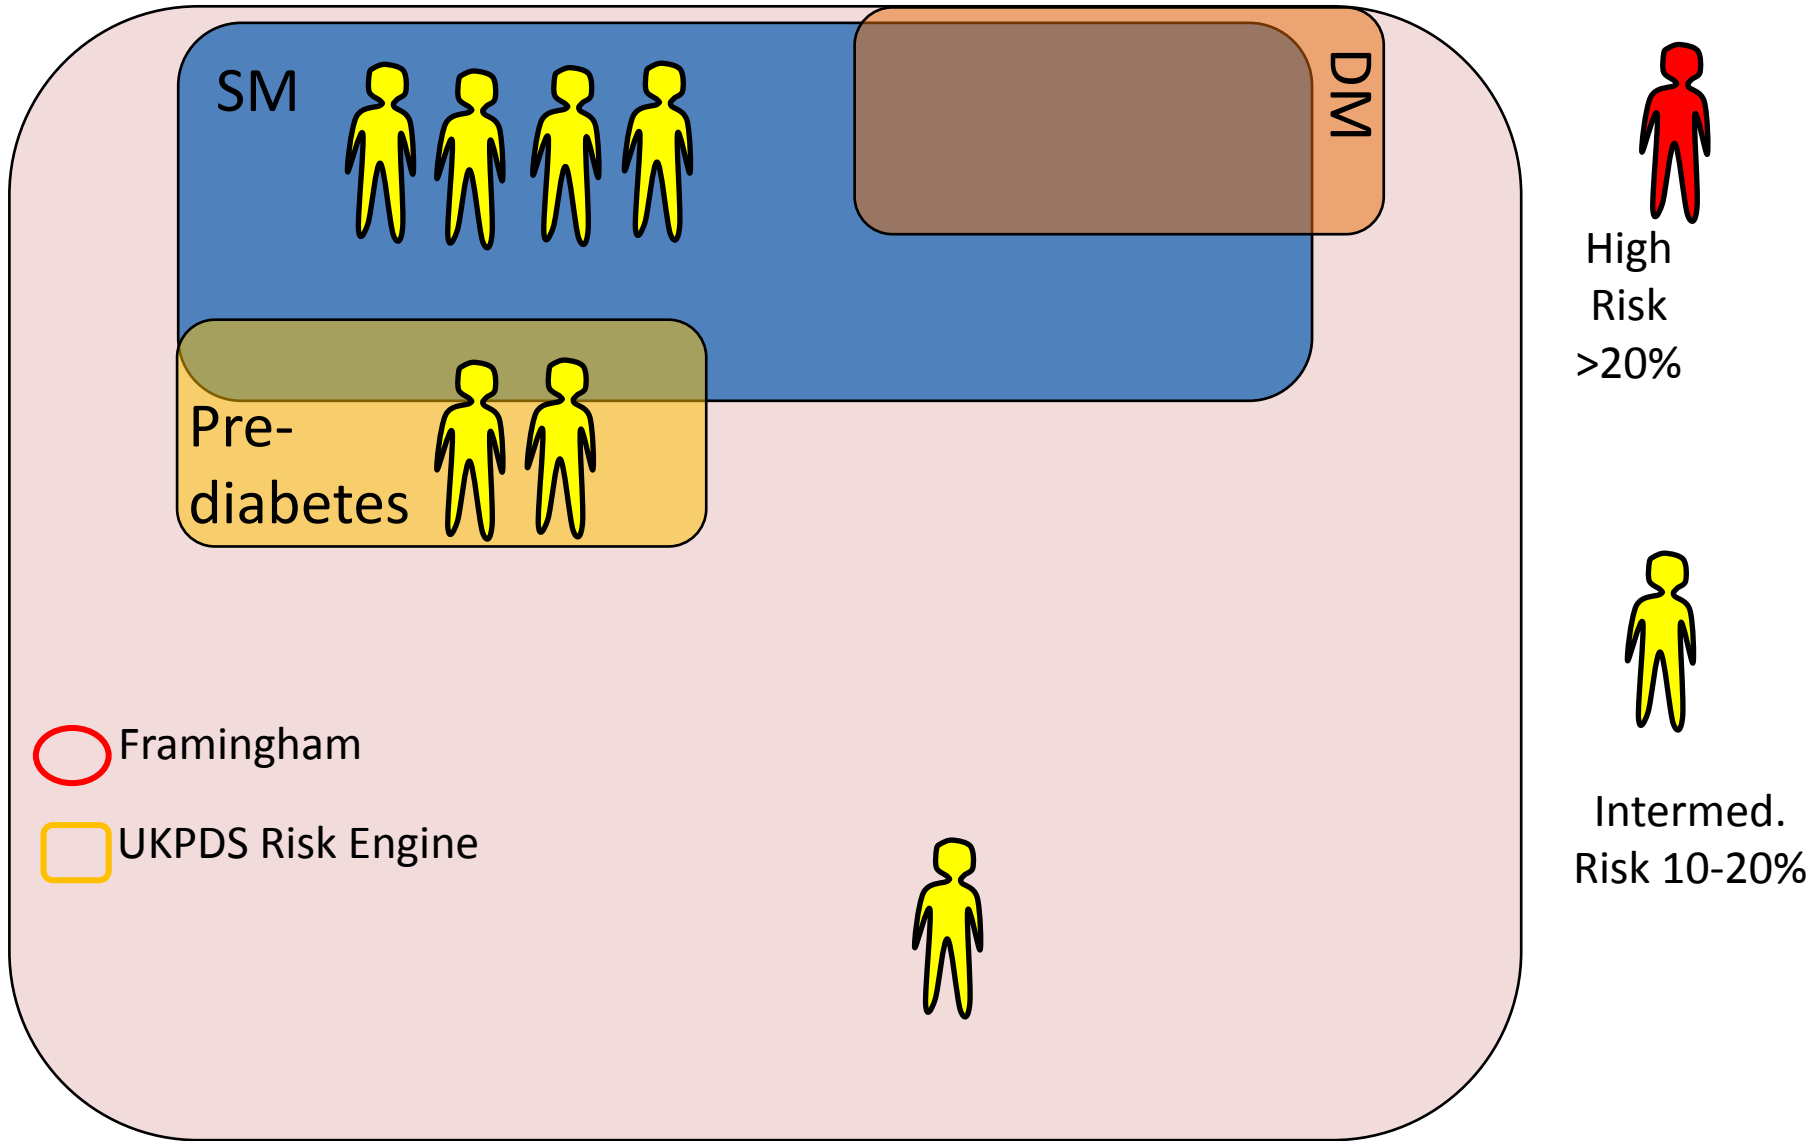 SM
DM
High
Risk
>20%
Pre-
diabetes
Framingham
UKPDS Risk Engine
Intermed.
Risk 10-20%